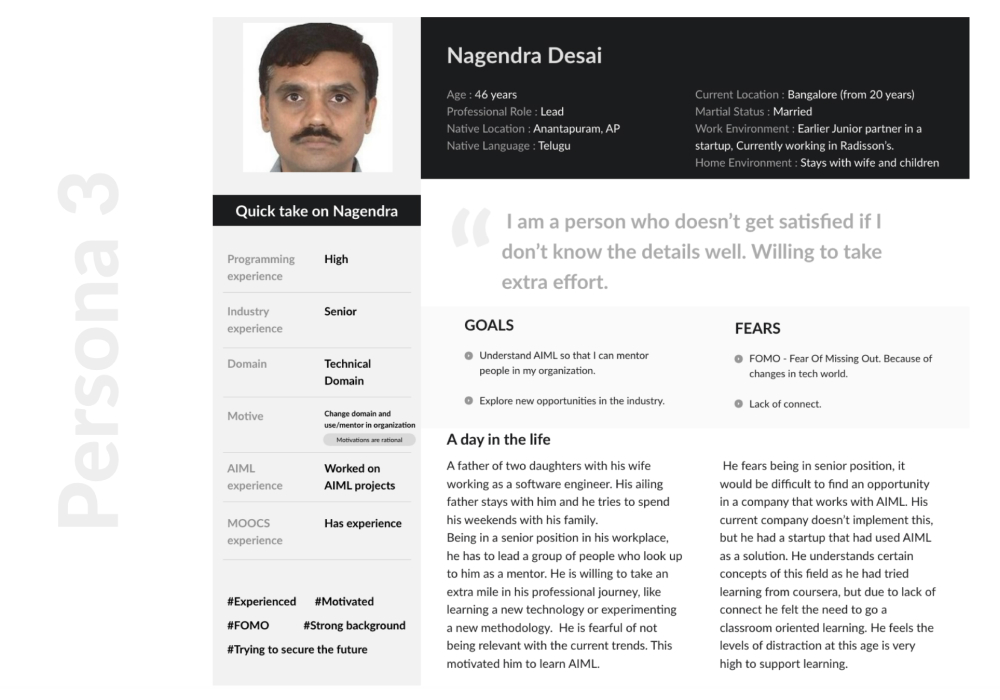 Persona 3
Nagendra Desai
Age : 46 years
Professional Role : Lead
Native Location : Anantapuram, AP
Native Language : Telugu
Current Location : Bangalore (from 20 years)
Martial Status : Married
Work Environment : Earlier Junior partner in a
startup, Currently working in Radisson's.
Home Environment : Stays with wife and children
Quick take on Nagendra
Programming experience
High
Industry experience
Senior
Domain
Technical Domain
Motive
Change domain and
use/mentor in organization
Motivations are rational
AIML experience
Worked on AIML projects
MOOCS experience
Has experience
#Experienced #Motivated
#FOMO #Strong background
#Trying to secure the future
“ I am a person who doesn't get satisfied if I
don't know the details well. Willing to take
extra effort.
GOALS
Understand AIML so that I can mentor
people in my organization.
Explore new opportunities in the industry.
FEARS
FOMO - Fear Of Missing Out. Because of
changes in tech world.
Lack of connect.
A day in the life
A father of two daughters with his wife
working as a software engineer. His ailing
father stays with him and he tries to spend
his weekends with his family.
Being in a senior position in his workplace,
he has to lead a group of people who look up
to him as a mentor. He is willing to take an
extra mile in his professional journey, like
learning a new technology or experimenting
a new methodology. He is fearful of not
being relevant with the current trends. This
motivated him to learn AIML.
He fears being in senior position, it
would be difficult to find an opportunity
in a company that works with AIML. His
current company doesn't implement this,
but he had a startup that had used AIML
as a solution. He understands certain
concepts of this field as he had tried
learning from coursera, but due to lack of
connect he felt the need to go a
classroom oriented learning. He feels the
levels of distraction at this age is very
high to support learning.